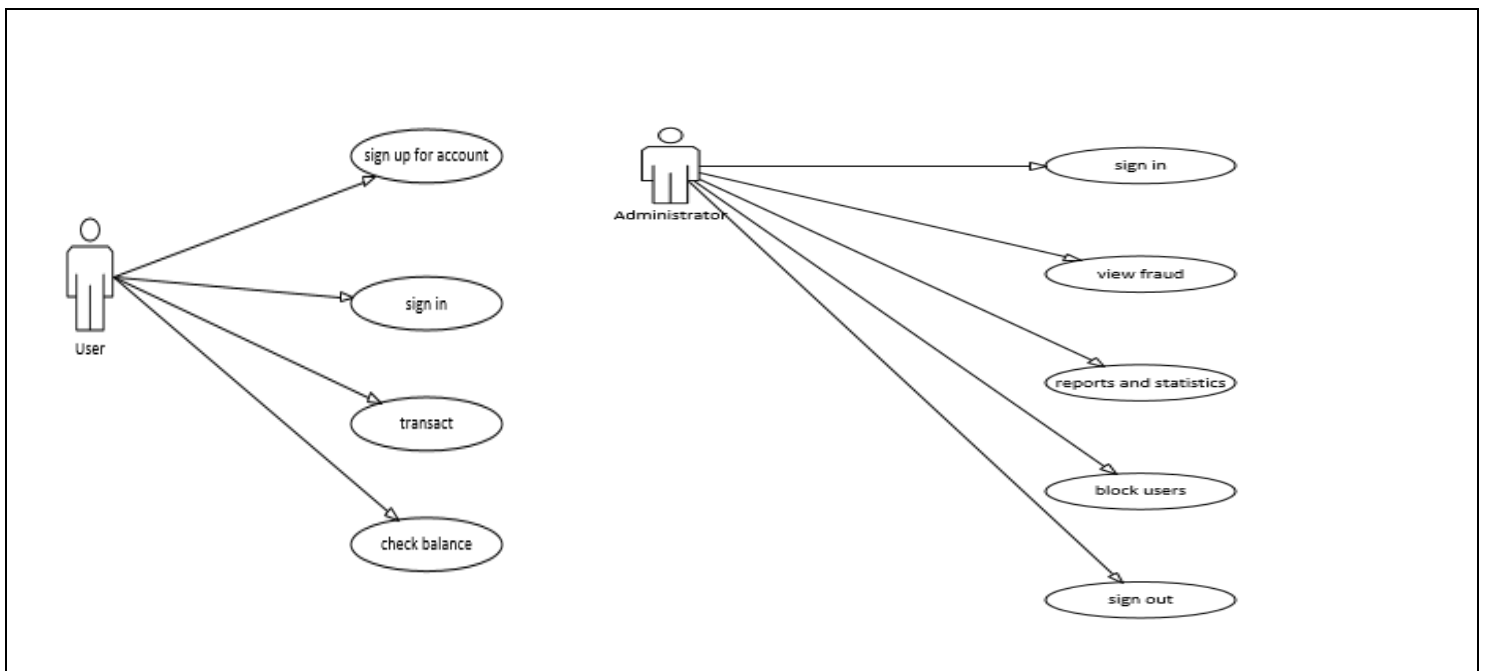 sign up for account
sign in
transact
check balance
User
Administrator
sign in
view fraud
reports and statistics
block users
sign out